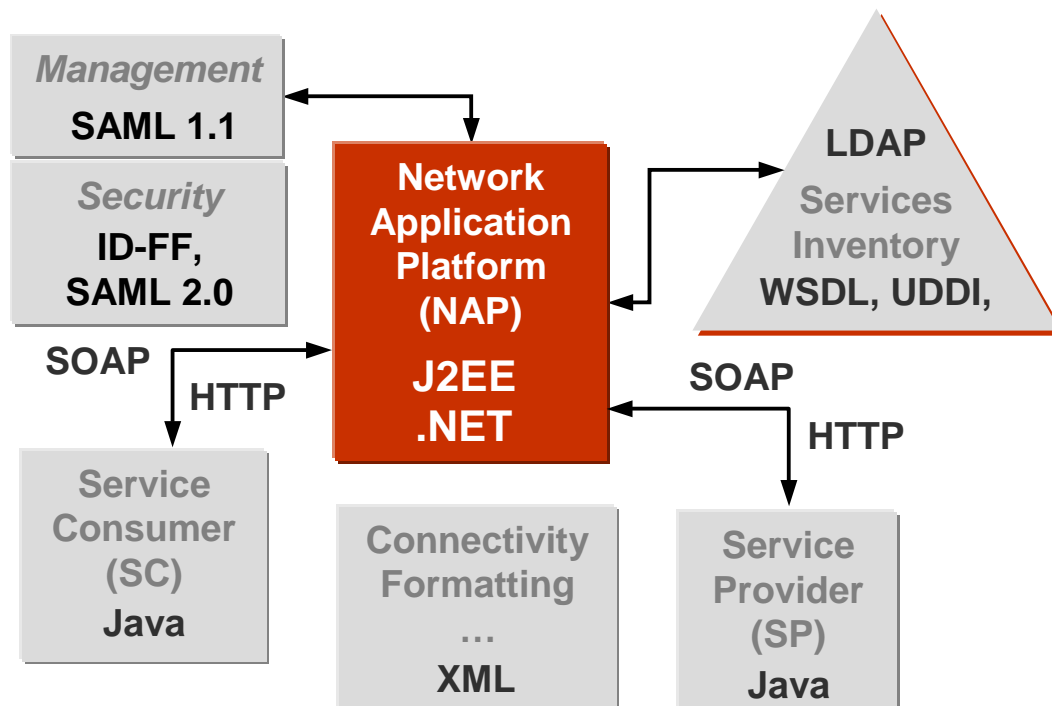 Management
SAML 1.1
Security
ID-FF,
SAML 2.0
Network
Application
Platform
(NAP)
J2EE
.NET
LDAP
Services
Inventory
WSDL, UDDI,
SOAP
HTTP
SOAP
HTTP
Service
Consumer
(SC)
Java
Connectivity
Formatting
...
XML
Service
Provider
(SP)
Java